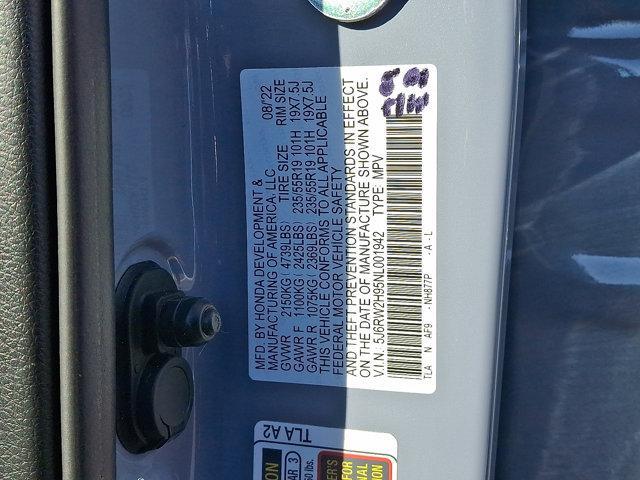 MFD. BY HONDA DEVELOPMENT &
MANUFACTURING OF AMERICA, LLC 08/'22
GVWR 2150KG ( 4739LBS) TIRE SIZE RIM SIZE
GAWR F 1100KG ( 2425LBS) 235/55R19 101H 19X7.5J
GAWR R 1075KG ( 2369LBS) 235/55R19 101H 19X7.5J
THIS VEHICLE CONFORMS TO ALL APPLICABLE
FEDERAL MOTOR VEHICLE SAFETY
AND THEFT PREVENTION STANDARDS IN EFFECT
ON THE DATE OF MANUFACTURE SHOWN ABOVE.
V.I.N.: 5J6RW2H95NL001942 TYPE: MPV
TLA N AF9 - NH877P - A - L
TLA A2